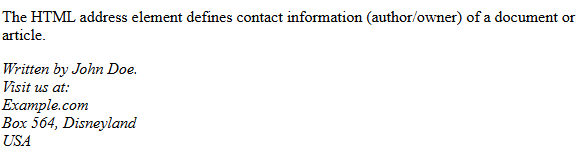 The HTML address element defines contact information (author/owner) of a document or
article.
Written by John Doe.
Visit us at:
Example.com
Box 564, Disneyland
USA